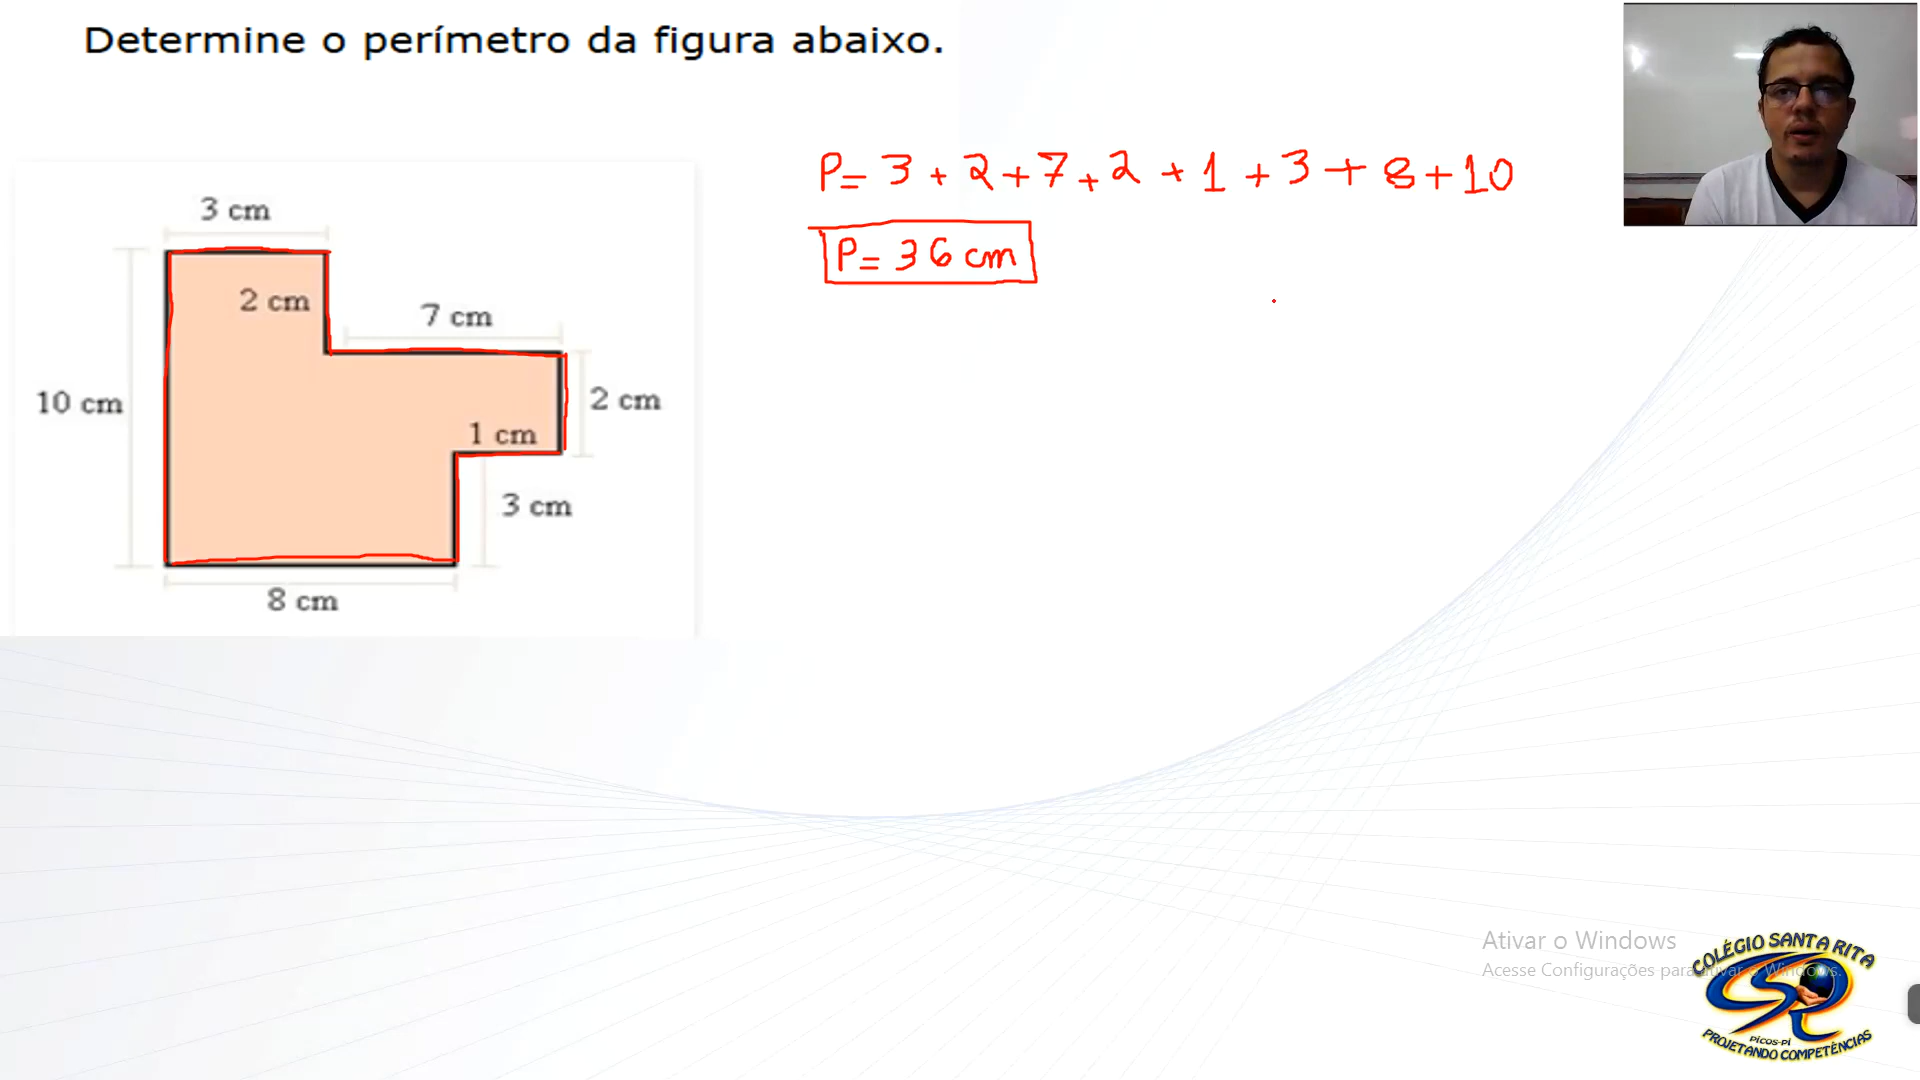 Determine o perímetro da figura abaixo.
P= 3 + 2 + 7 + 2 + 1 + 3 + 8 + 10
P= 36 cm
3 cm
2 cm
7 cm
10 cm
2 cm
1 cm
3 cm
8 cm
Ativar o Windows
Acesse Configurações para ativar o Windows.
COLÉGIO SANTA RITA
CSR
PICOS-PI
PROJETANDO COMPETÊNCIAS